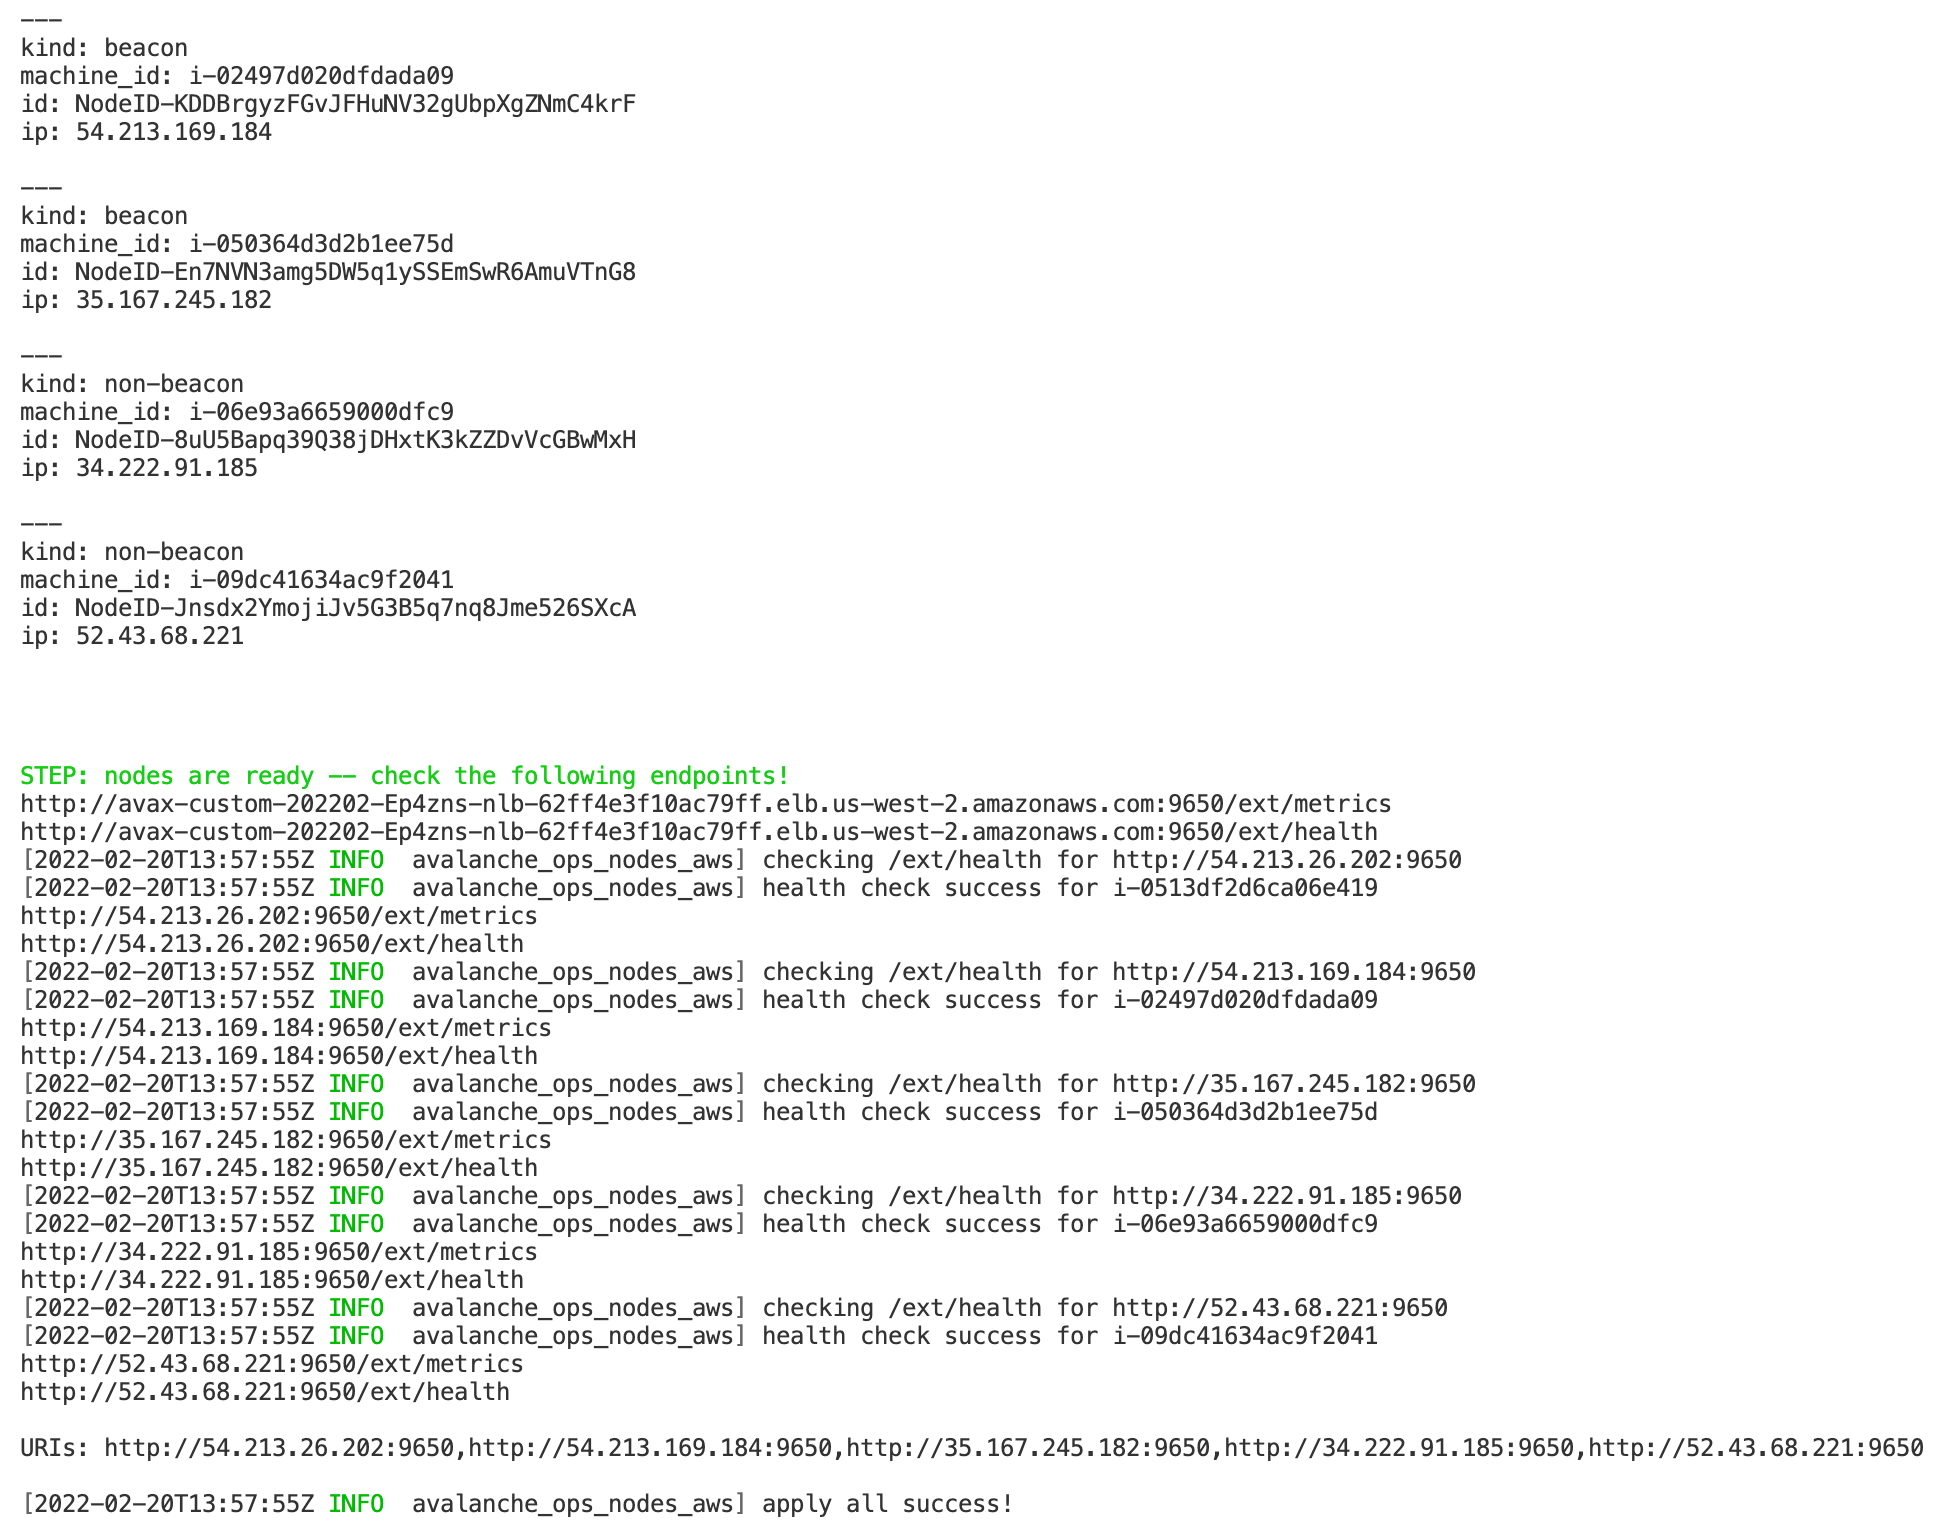 ---
kind: beacon
machine_id: i-02497d020dfdada09
id: NodeID-KDDBrgyzFGvJFHuNV32gUbpXgZNmC4krF
ip: 54.213.169.184
---
kind: beacon
machine_id: i-050364d3d2b1ee75d
id: NodeID-En7NVN3amg5DW5q1ySSEmSwR6AmuVTnG8
ip: 35.167.245.182
---
kind: non-beacon
machine_id: i-06e93a6659000dfc9
id: NodeID-8uU5Bapq39Q38jDHxtK3kZZDvVcGBwMxH
ip: 34.222.91.185
---
kind: non-beacon
machine_id: i-09dc41634ac9f2041
id: NodeID-Jnsdx2YmojiJv5G3B5q7nq8Jme526SXcA
ip: 52.43.68.221
STEP: nodes are ready -- check the following endpoints!
http://avax-custom-202202-Ep4zns-nlb-62ff4e3f10ac79ff.elb.us-west-2.amazonaws.com:9650/ext/metrics
http://avax-custom-202202-Ep4zns-nlb-62ff4e3f10ac79ff.elb.us-west-2.amazonaws.com:9650/ext/health
[2022-02-20T13:57:55Z INFO  avalanche_ops_nodes_aws] checking /ext/health for http://54.213.26.202:9650
[2022-02-20T13:57:55Z INFO  avalanche_ops_nodes_aws] health check success for i-0513df2d6ca06e419
http://54.213.26.202:9650/ext/metrics
http://54.213.26.202:9650/ext/health
[2022-02-20T13:57:55Z INFO  avalanche_ops_nodes_aws] checking /ext/health for http://54.213.169.184:9650
[2022-02-20T13:57:55Z INFO  avalanche_ops_nodes_aws] health check success for i-02497d020dfdada09
http://54.213.169.184:9650/ext/metrics
http://54.213.169.184:9650/ext/health
[2022-02-20T13:57:55Z INFO  avalanche_ops_nodes_aws] checking /ext/health for http://35.167.245.182:9650
[2022-02-20T13:57:55Z INFO  avalanche_ops_nodes_aws] health check success for i-050364d3d2b1ee75d
http://35.167.245.182:9650/ext/metrics
http://35.167.245.182:9650/ext/health
[2022-02-20T13:57:55Z INFO  avalanche_ops_nodes_aws] checking /ext/health for http://34.222.91.185:9650
[2022-02-20T13:57:55Z INFO  avalanche_ops_nodes_aws] health check success for i-06e93a6659000dfc9
http://34.222.91.185:9650/ext/metrics
http://34.222.91.185:9650/ext/health
[2022-02-20T13:57:55Z INFO  avalanche_ops_nodes_aws] checking /ext/health for http://52.43.68.221:9650
[2022-02-20T13:57:55Z INFO  avalanche_ops_nodes_aws] health check success for i-09dc41634ac9f2041
http://52.43.68.221:9650/ext/metrics
http://52.43.68.221:9650/ext/health
URIs: http://54.213.26.202:9650,http://54.213.169.184:9650,http://35.167.245.182:9650,http://34.222.91.185:9650,http://52.43.68.221:9650
[2022-02-20T13:57:55Z INFO  avalanche_ops_nodes_aws] apply all success!